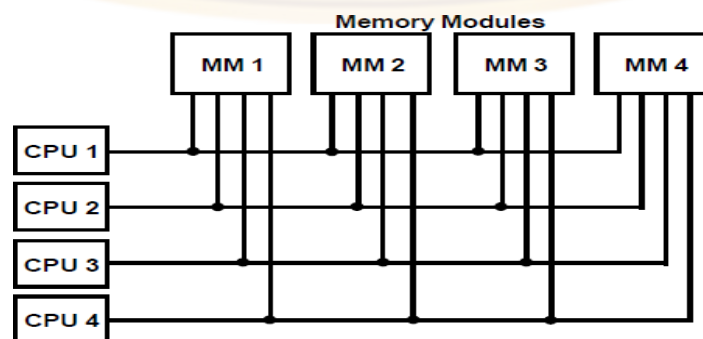 Memory Modules
MM 1
MM 2
MM 3
MM 4
CPU 1
CPU 2
CPU 3
CPU 4